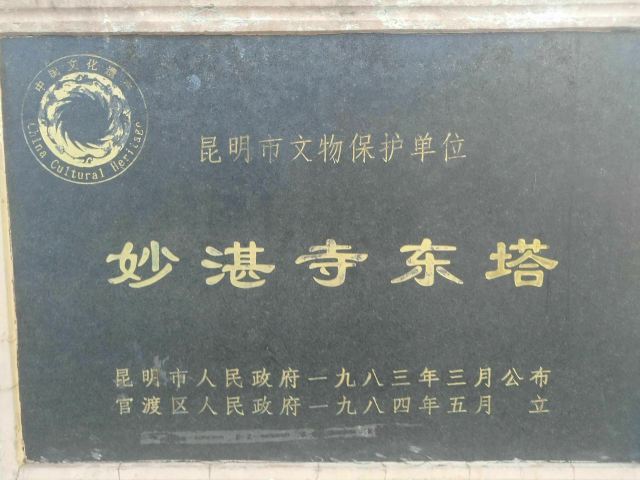 中国文化遗产
China Cultural Heritage
昆明市文物保护单位
妙湛寺东塔
昆明市人民政府一九八三年三月公布
官渡区人民政府一九八四年五月 立